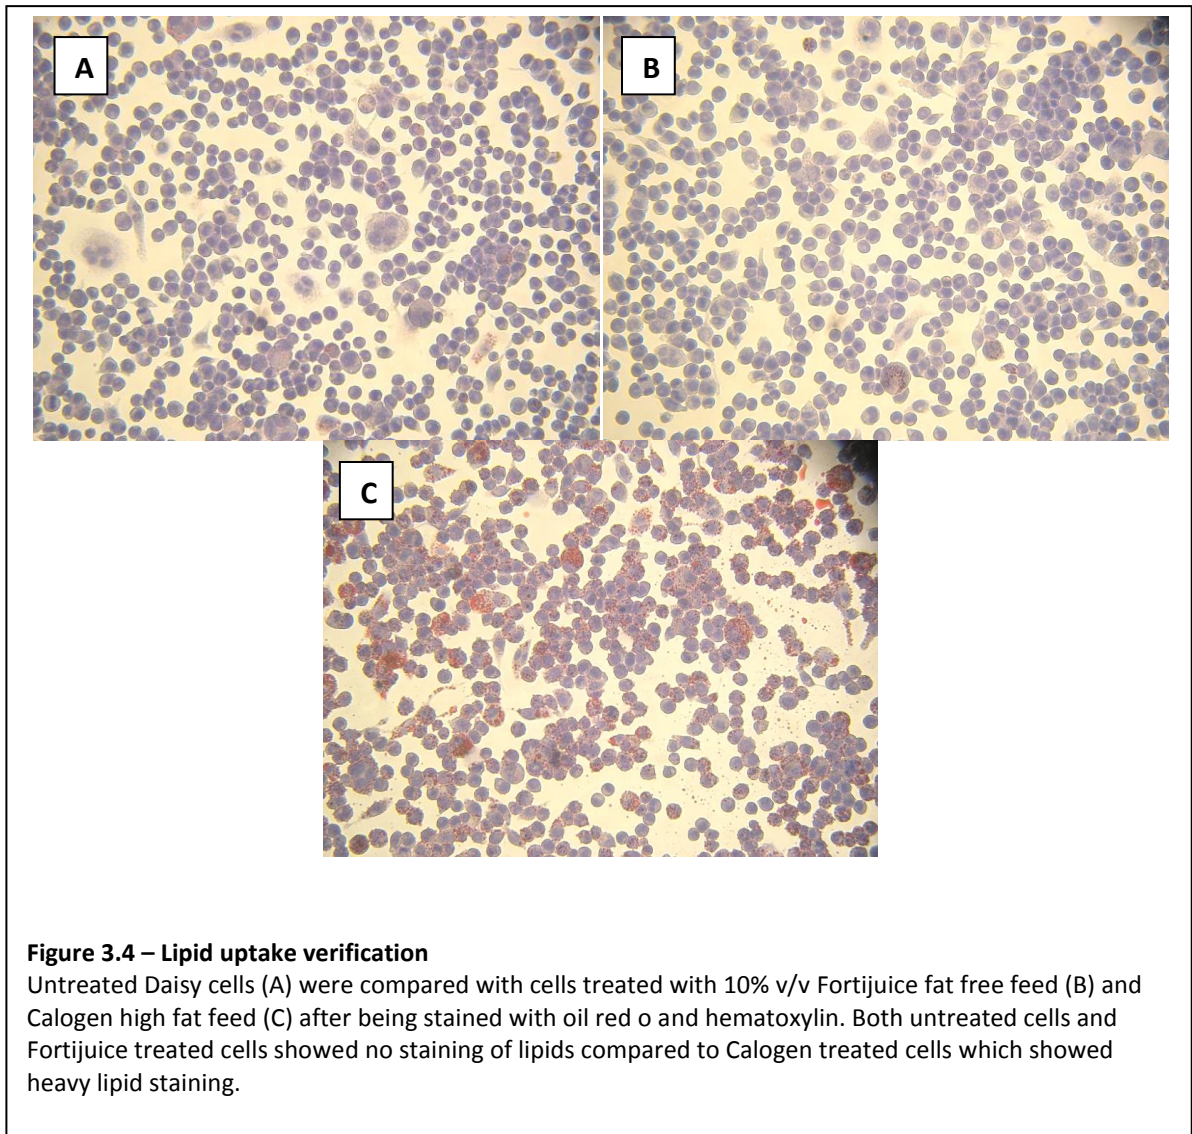 A
B
C
Figure 3.4 – Lipid uptake verification
Untreated Daisy cells (A) were compared with cells treated with 10% v/v Fortijuice fat free feed (B) and
Calogen high fat feed (C) after being stained with oil red o and hematoxylin. Both untreated cells and
Fortijuice treated cells showed no staining of lipids compared to Calogen treated cells which showed
heavy lipid staining.